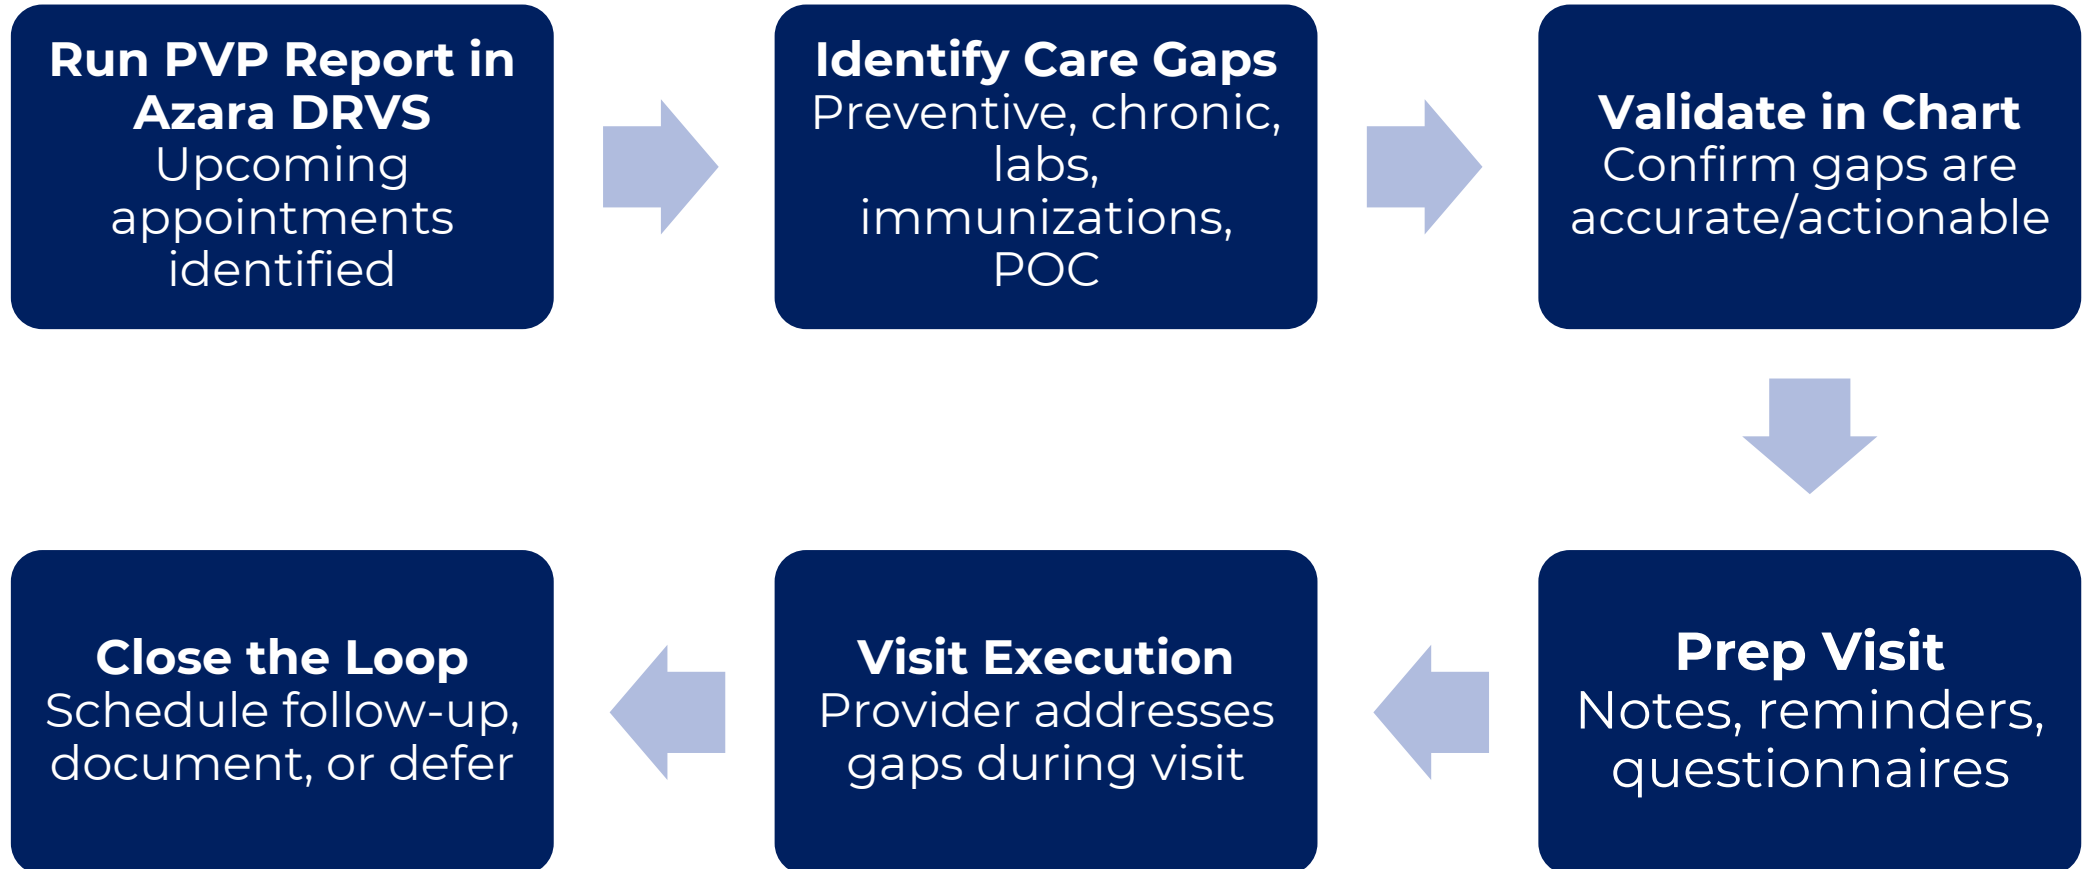 Run PVP Report in
Azara DRVS
Upcoming
appointments
identified
Identify Care Gaps
Preventive, chronic,
labs,
immunizations,
POC
Validate in Chart
Confirm gaps are
accurate/actionable
Prep Visit
Notes, reminders,
questionnaires
Visit Execution
Provider addresses
gaps during visit
Close the Loop
Schedule follow-up,
document, or defer